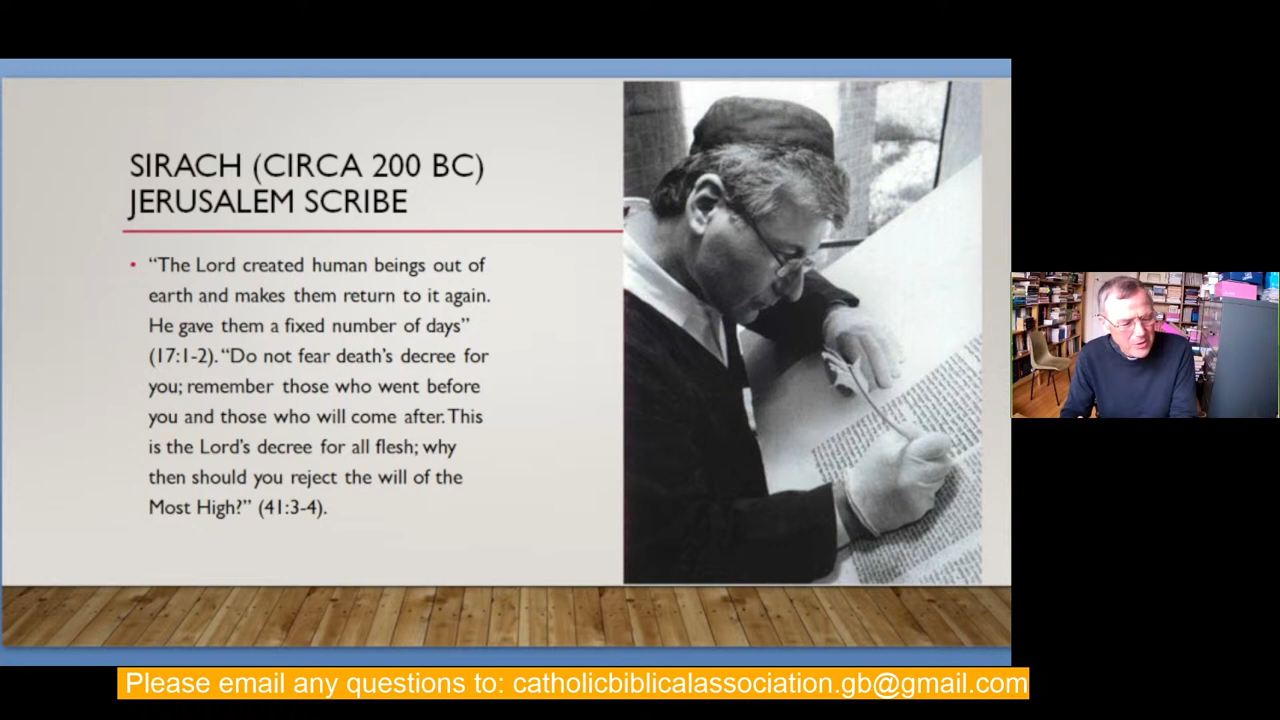 SIRACH (CIRCA 200 BC)
JERUSALEM SCRIBE
• “The Lord created human beings out of
earth and makes them return to it again.
He gave them a fixed number of days”
(17:1-2). “Do not fear death’s decree for
you; remember those who went before
you and those who will come after. This
is the Lord’s decree for all flesh; why
then should you reject the will of the
Most High?” (41:3-4).
Please email any questions to: catholicbiblicalassociation.gb@gmail.com